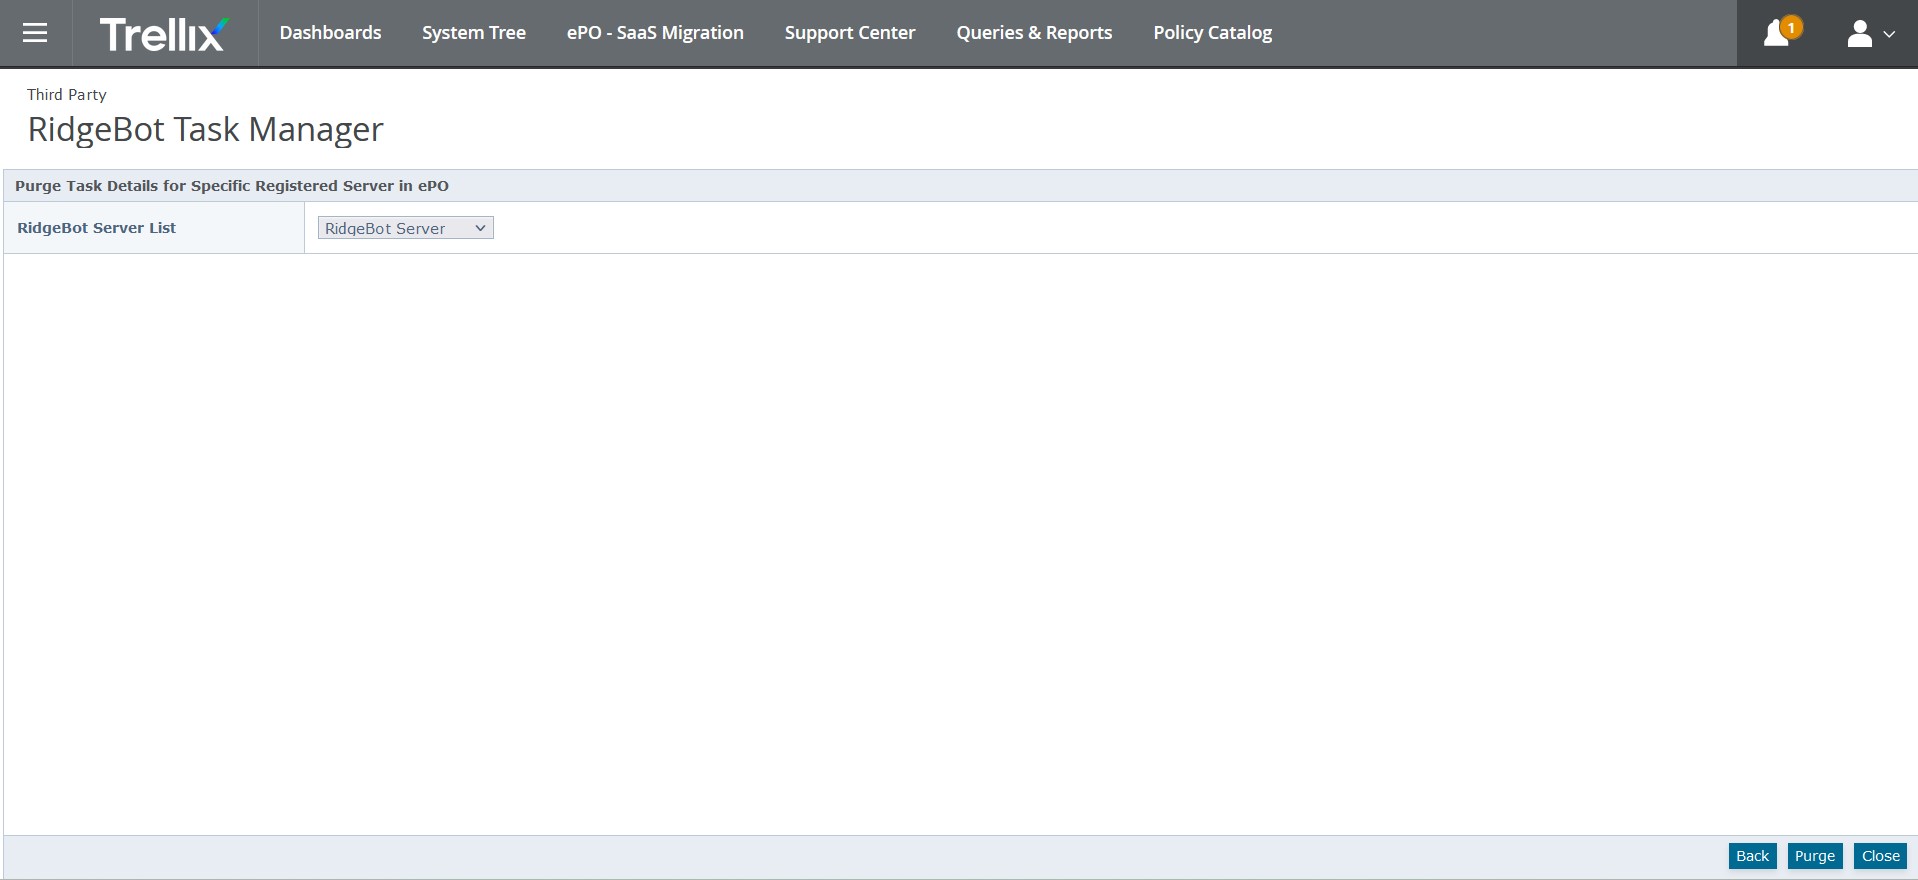 Trellix
Dashboards
System Tree
ePO - SaaS Migration
Support Center
Queries & Reports
Policy Catalog
1
Third Party
RidgeBot Task Manager
Purge Task Details for Specific Registered Server in ePO
RidgeBot Server List
RidgeBot Server
Back
Purge
Close